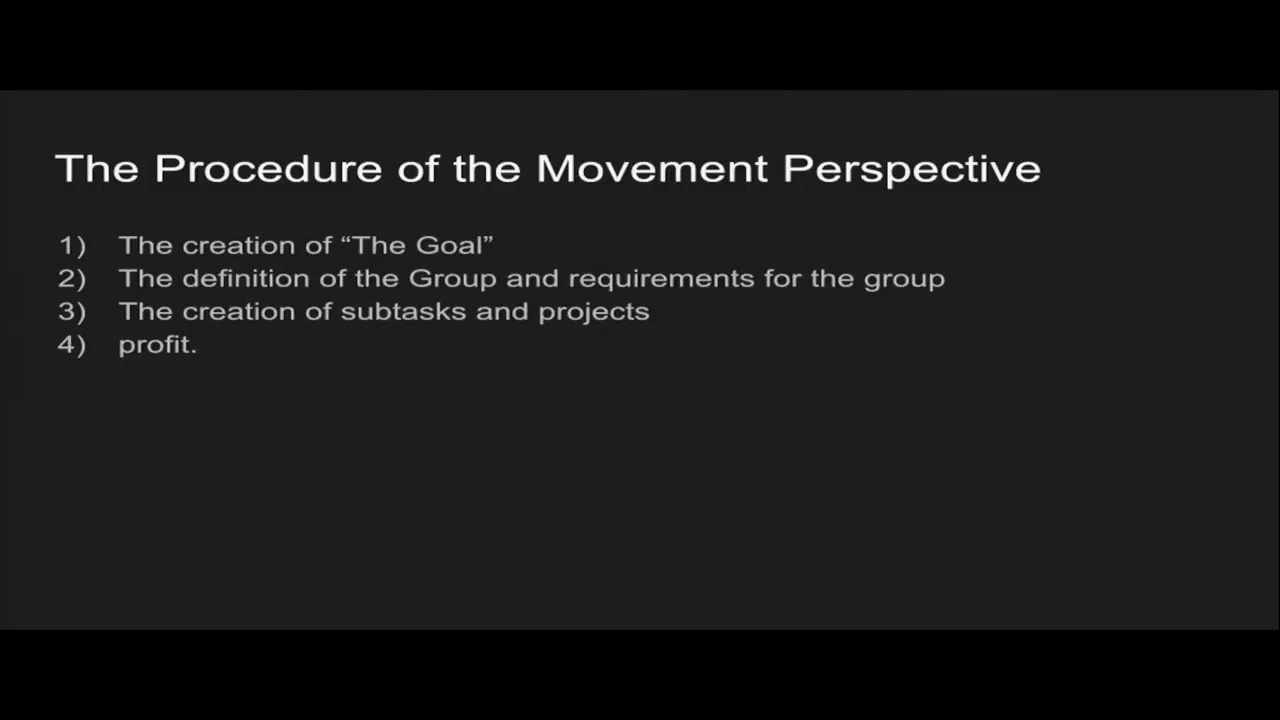 The Procedure of the Movement Perspective
1) The creation of “The Goal”
2) The definition of the Group and requirements for the group
3) The creation of subtasks and projects
4) profit.